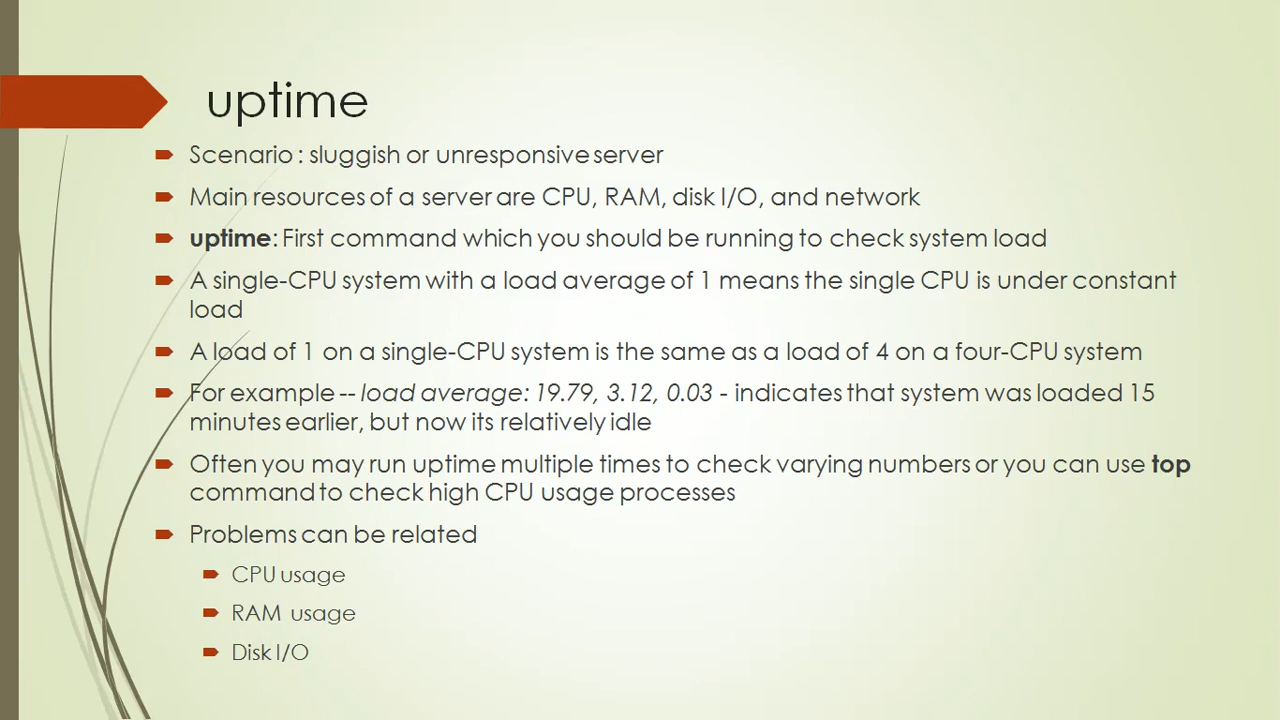 uptime
Scenario : sluggish or unresponsive server
Main resources of a server are CPU, RAM, disk I/O, and network
uptime: First command which you should be running to check system load
A single-CPU system with a load average of 1 means the single CPU is under constant
load
A load of 1 on a single-CPU system is the same as a load of 4 on a four-CPU system
For example -- load average: 19.79, 3.12, 0.03 - indicates that system was loaded 15
minutes earlier, but now its relatively idle
Often you may run uptime multiple times to check varying numbers or you can use top
command to check high CPU usage processes
Problems can be related
CPU usage
RAM usage
Disk I/O